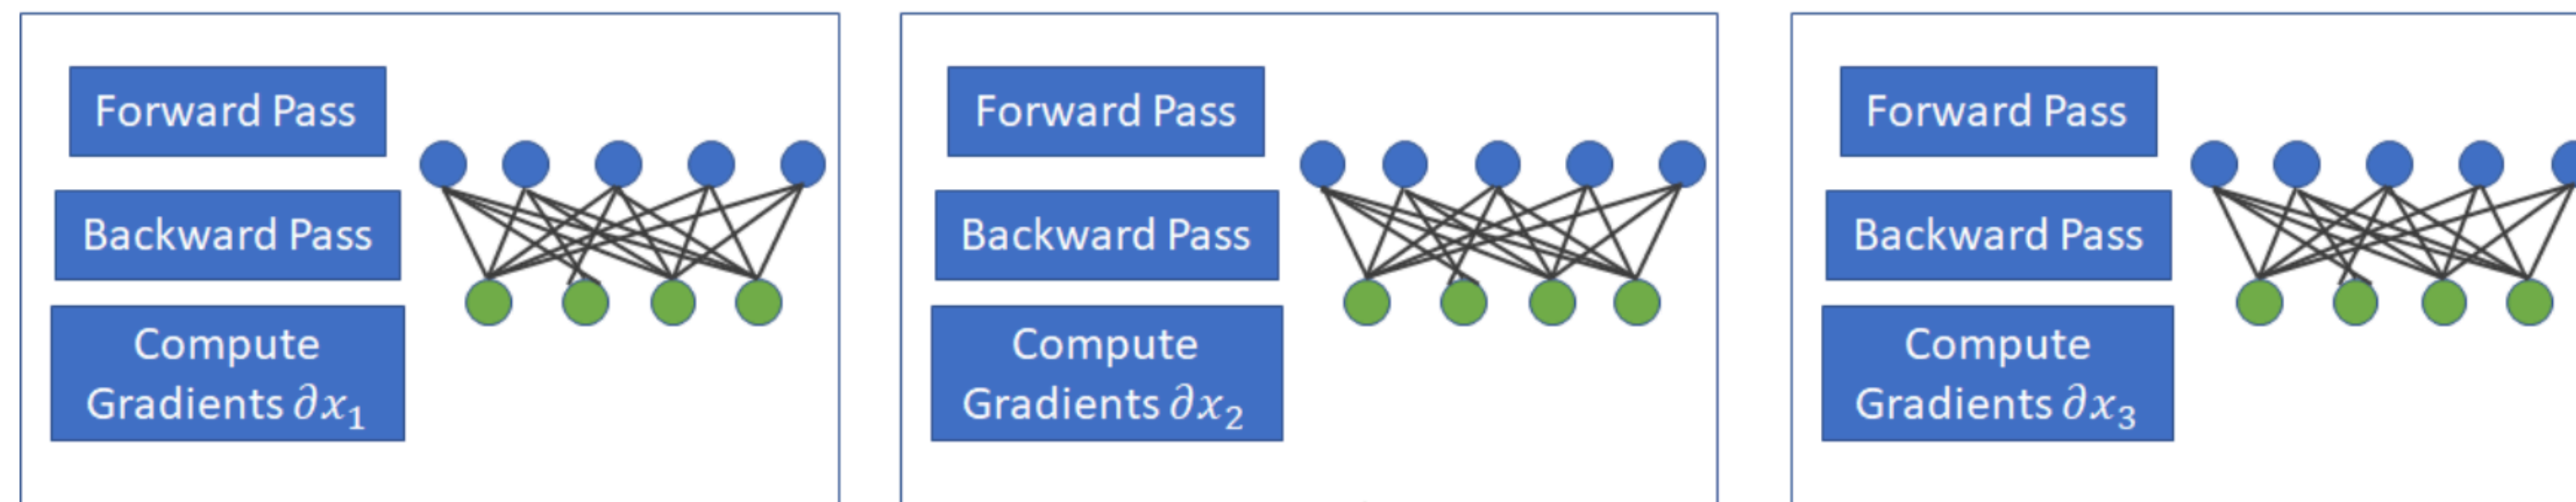 Forward Pass
Backward Pass
Compute
Gradients ∂x₁
Forward Pass
Backward Pass
Compute
Gradients ∂x₂
Forward Pass
Backward Pass
Compute
Gradients ∂x₃